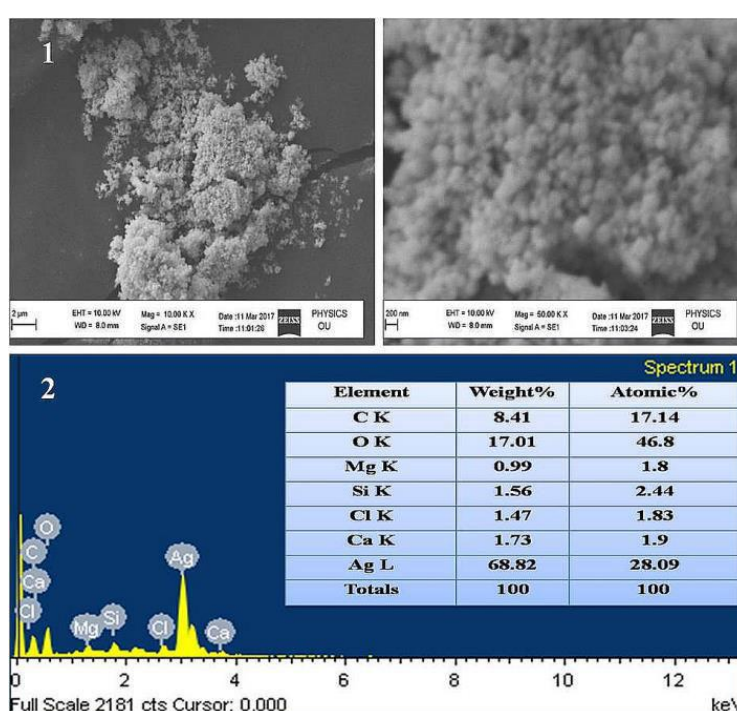 1
2 µm
EHT = 10.00 kV
Mag = 10.00 K X
Date :11 Mar 2017
WD = 8.0 mm
Signal A = SE1
Time :11:01:26
ZEISS
PHYSICS
OU
200 nm
EHT = 10.00 kV
Mag = 50.00 K X
Date :11 Mar 2017
WD = 8.0 mm
Signal A = SE1
Time :11:03:24
ZEISS
PHYSICS
OU
2
Spectrum 1
Element Weight% Atomic%
C K 8.41 17.14
O K 17.01 46.8
Mg K 0.99 1.8
Si K 1.56 2.44
Cl K 1.47 1.83
Ca K 1.73 1.9
Ag L 68.82 28.09
Totals 100 100
O
C
Ca
Cl
Mg
Si
Cl
Ag
Ca
0 2 4 6 8 10 12
Full Scale 2181 cts Cursor: 0.000
keV